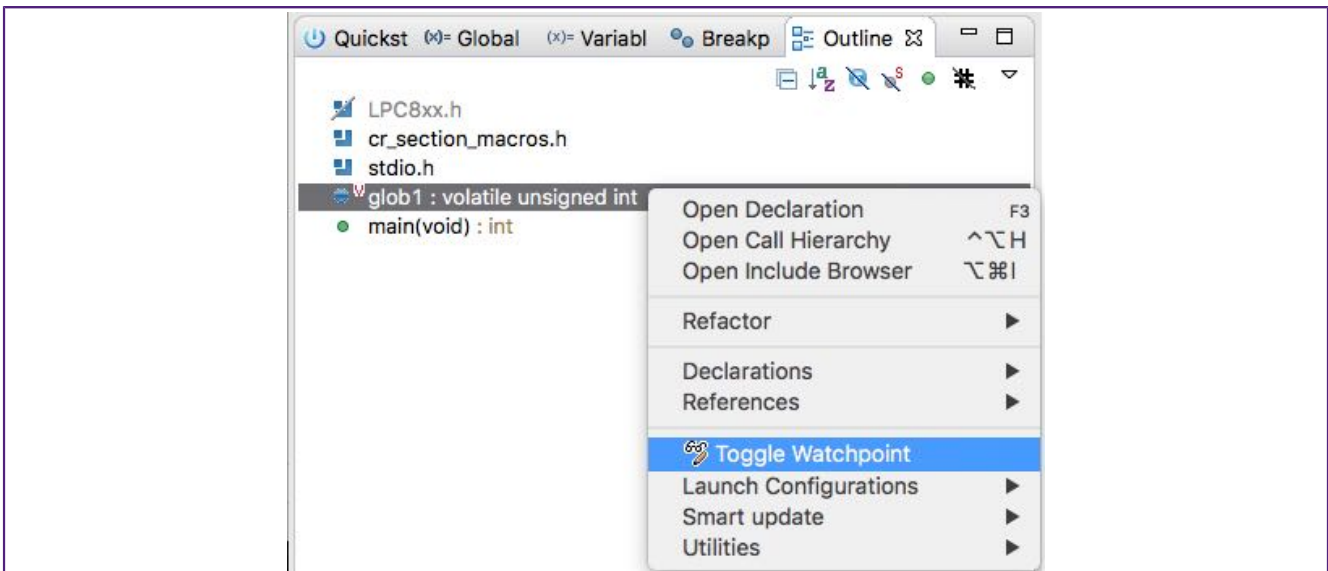 Quickst (x)= Global (x)= Variabl Breakp Outline
LPC8xx.h
cr_section_macros.h
stdio.h
glob1 : volatile unsigned int
main(void) : int
Open Declaration F3
Open Call Hierarchy ^⌥H
Open Include Browser ⌥⌘I
Refactor
Declarations
References
Toggle Watchpoint
Launch Configurations
Smart update
Utilities